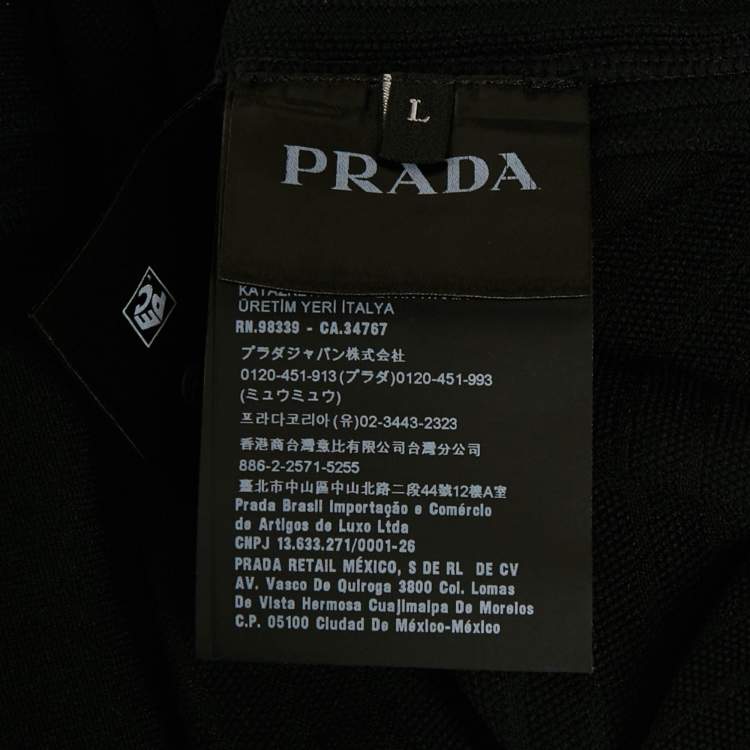 L
PRADA
ÜRETİM YERİ İTALYA
RN.98339 - CA.34767
プラダジャパン株式会社
0120-451-913(プラダ)0120-451-993
(ミュウミュウ)
프라다코리아(유)02-3443-2323
香港商台灣意比有限公司台灣分公司
886-2-2571-5255
臺北市中山區中山北路二段44號12樓A室
Prada Brasil Importação e Comércio
de Artigos de Luxo Ltda
CNPJ 13.633.271/0001-26
PRADA RETAIL MÉXICO, S DE RL DE CV
AV. Vasco De Quiroga 3800 Col. Lomas
De Vista Hermosa Cuajimalpa De Morelos
C.P. 05100 Ciudad De México-México